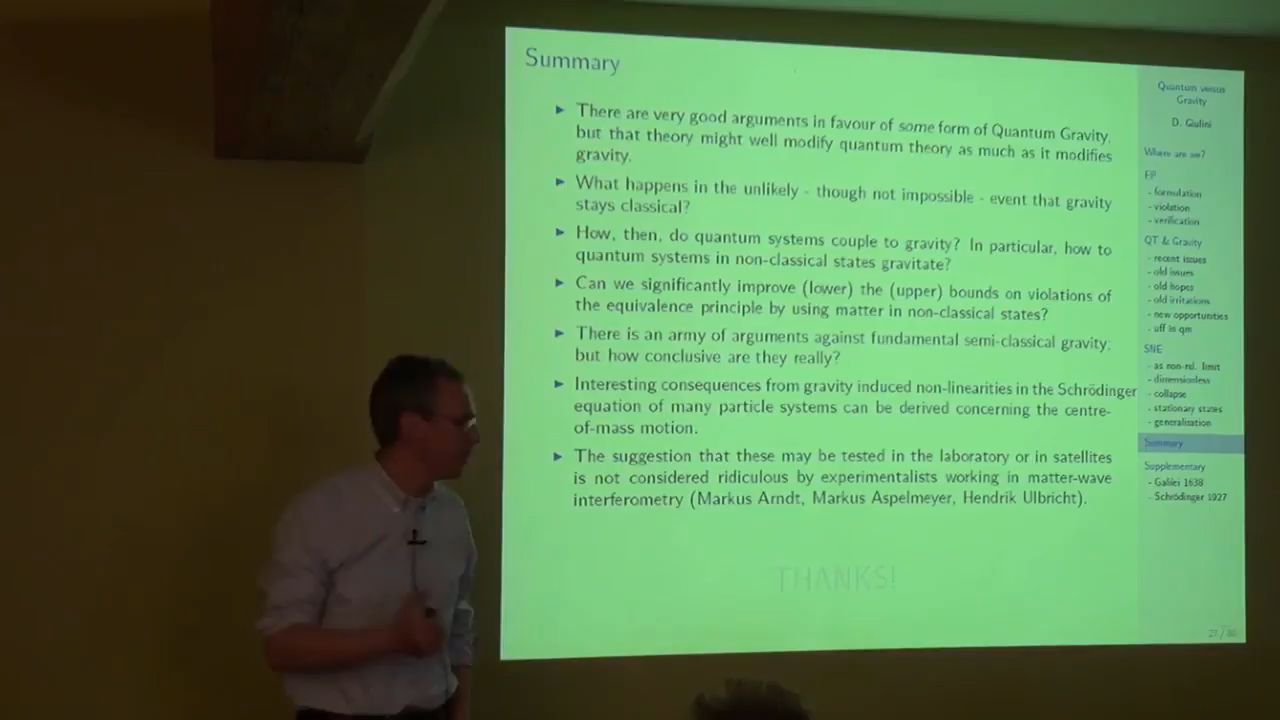 Summary
► There are very good arguments in favour of some form of Quantum Gravity,
but that theory might well modify quantum theory as much as it modifies
gravity.
► What happens in the unlikely - though not impossible - event that gravity
stays classical?
► How, then, do quantum systems couple to gravity? In particular, how to
quantum systems in non-classical states gravitate?
► Can we significantly improve (lower) the (upper) bounds on violations of
the equivalence principle by using matter in non-classical states?
► There is an army of arguments against fundamental semi-classical gravity;
but how conclusive are they really?
► Interesting consequences from gravity induced non-linearities in the Schrödinger
equation of many particle systems can be derived concerning the centre-
of-mass motion.
► The suggestion that these may be tested in the laboratory or in satellites
is not considered ridiculous by experimentalists working in matter-wave
interferometry (Markus Arndt, Markus Aspelmeyer, Hendrik Ulbricht).
THANKS!
Quantum versus
Gravity
D. Giulini
Where are we?
EP
- formulation
- violation
- verification
QT & Gravity
- recent issues
- old issues
- old hopes
- old irritations
- new opportunities
- uff in qm
SNE
- as non-rel. limit
- dimensionless
- collapse
- stationary states
- generalisation
Summary
Supplementary
- Galilei 1638
- Schrödinger 1927